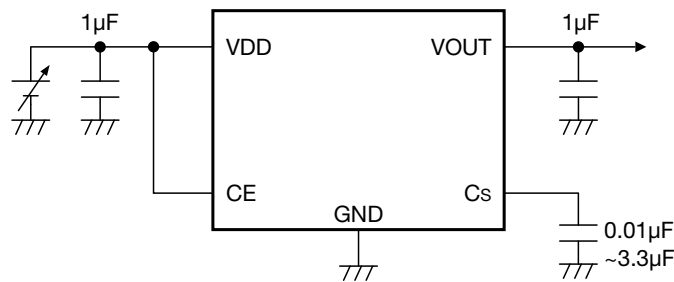 1µF
1µF
VDD
VOUT
CE
Cs
GND
0.01µF
~3.3µF